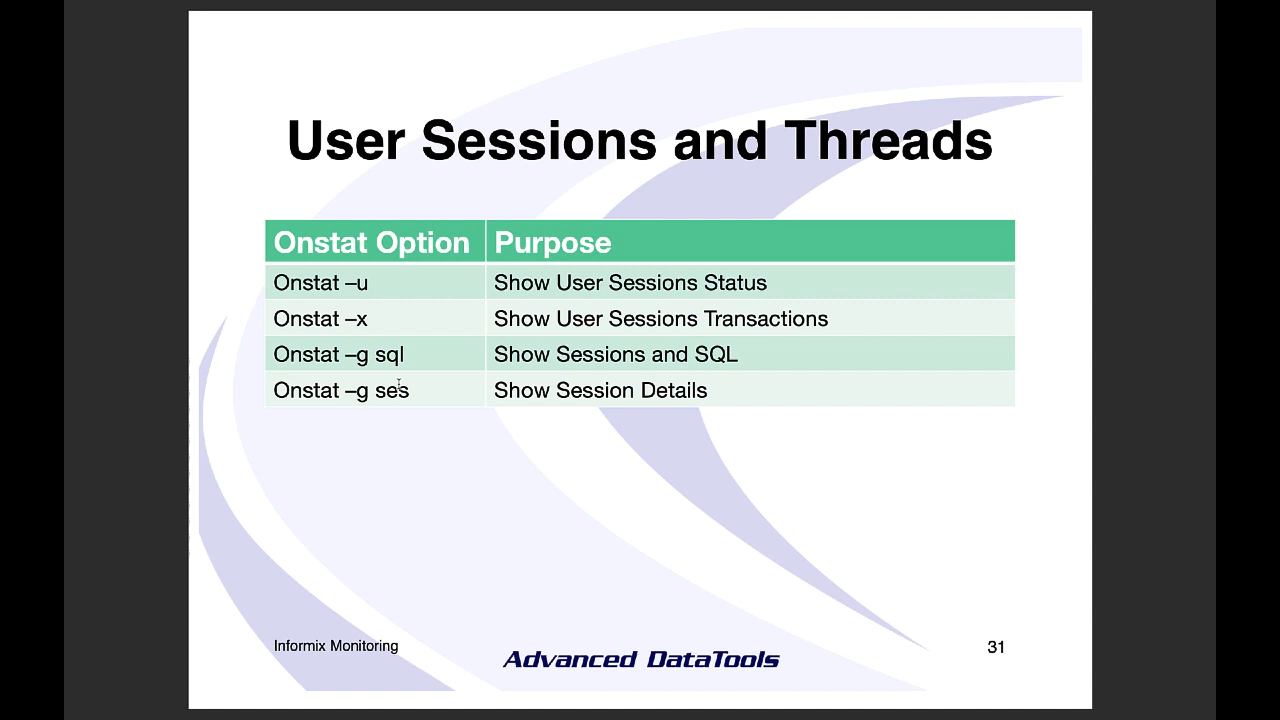 User Sessions and Threads
Onstat Option Purpose
Onstat –u Show User Sessions Status
Onstat –x Show User Sessions Transactions
Onstat –g sql Show Sessions and SQL
Onstat –g ses Show Session Details
Informix Monitoring Advanced DataTools 31